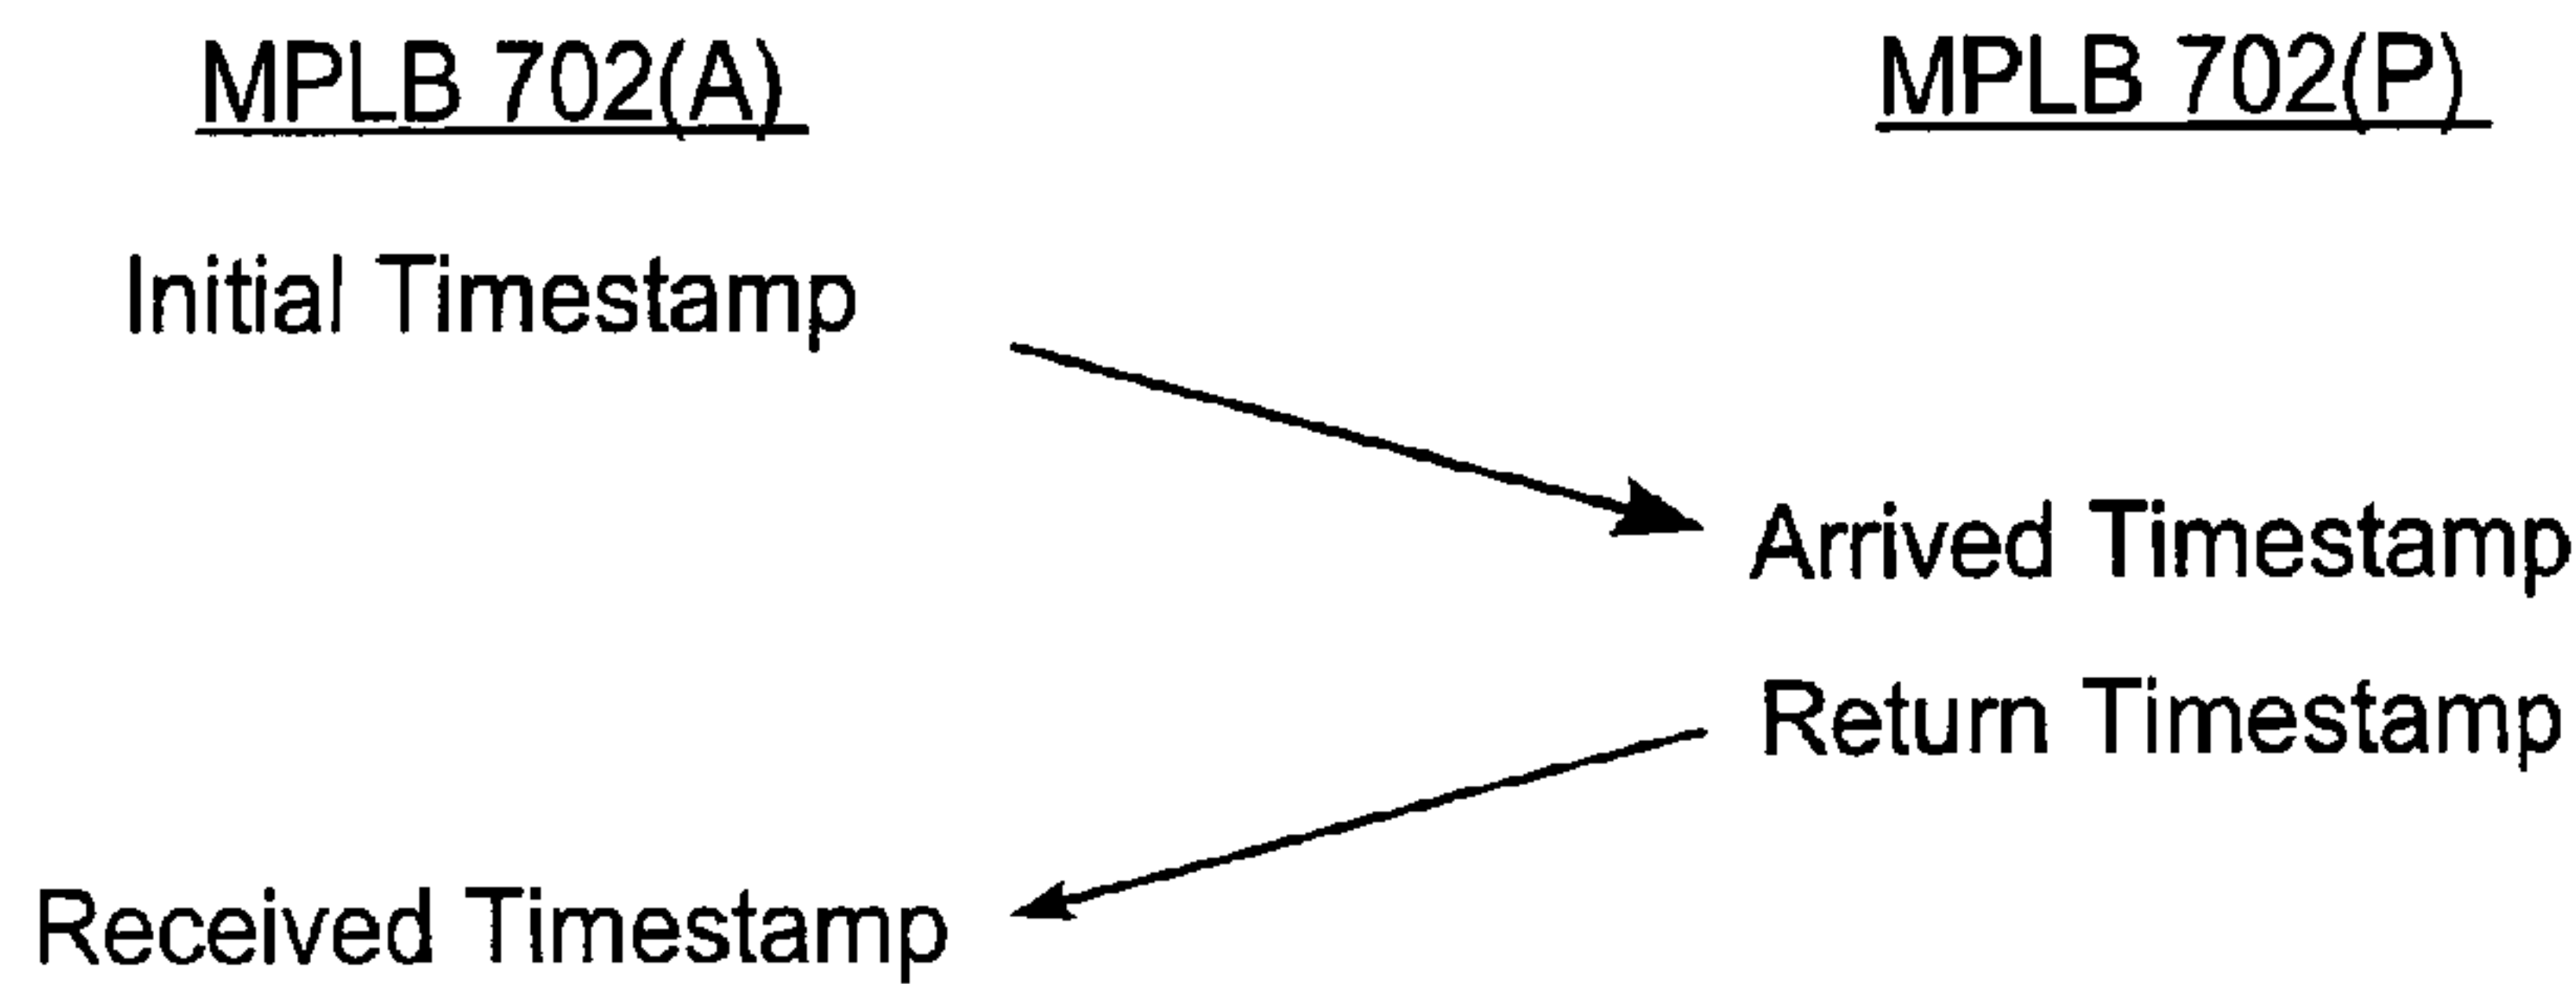 MPLB 702(A)
MPLB 702(P)
Initial Timestamp
Arrived Timestamp
Return Timestamp
Received Timestamp